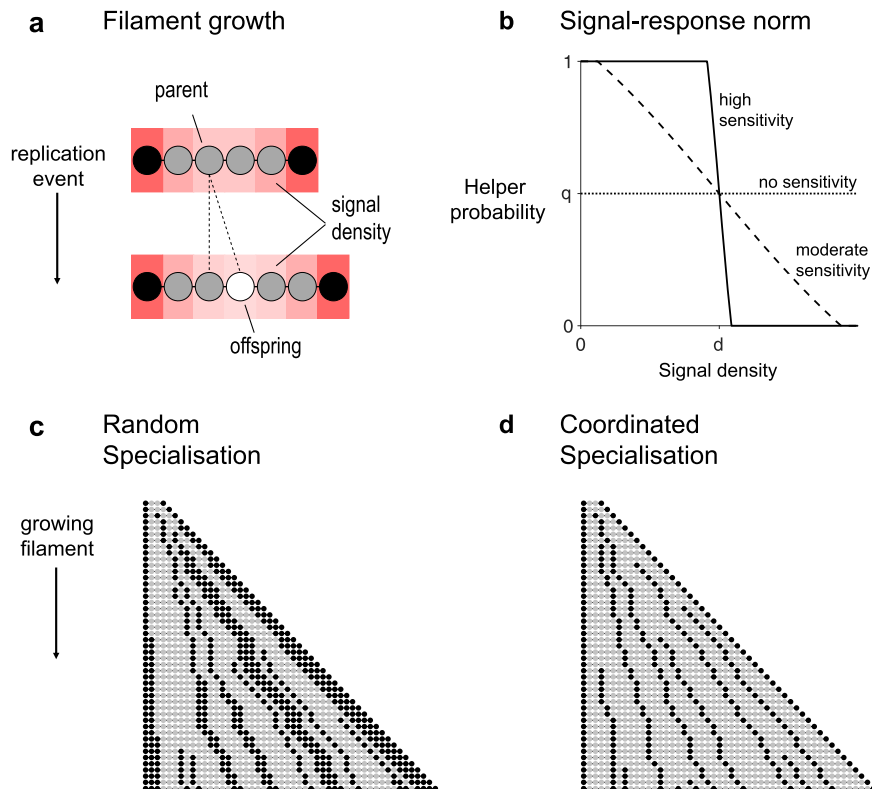 a Filament growth
parent
replication
event
signal
density
offspring
b Signal-response norm
1
high
sensitivity
Helper
probability
q
no sensitivity
moderate
sensitivity
0
0
d
Signal density
c Random
Specialisation
growing
filament
d Coordinated
Specialisation